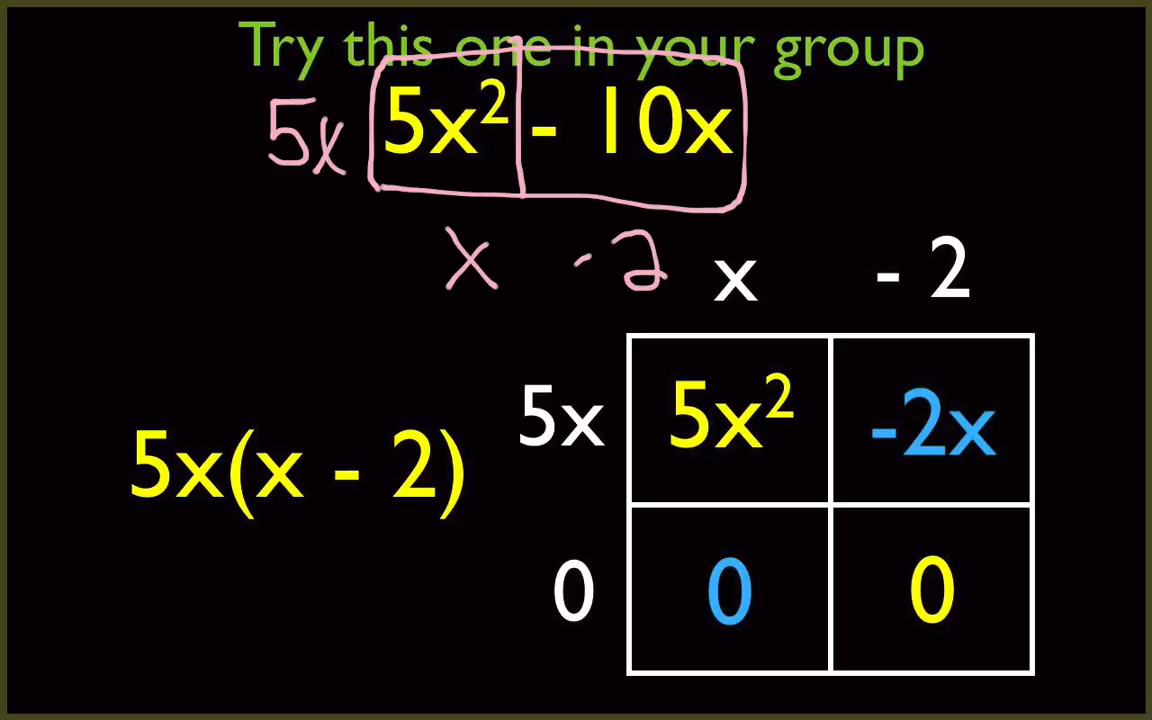 Try this one in your group
5x 5x² - 10x
x -2
x - 2
5x 5x² -2x
5x(x - 2)
0 0 0